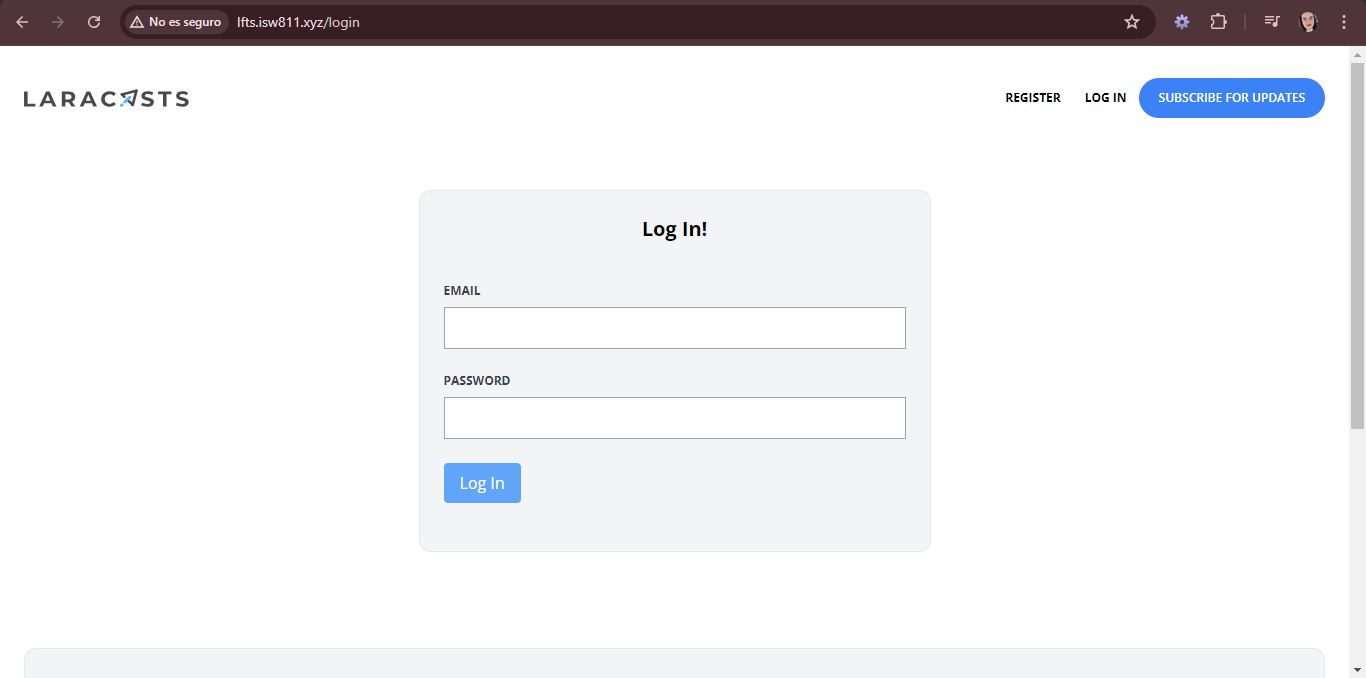 No es seguro lfts.isw811.xyz/login
LARACASTS
REGISTER LOG IN SUBSCRIBE FOR UPDATES
Log In!
EMAIL
PASSWORD
Log In